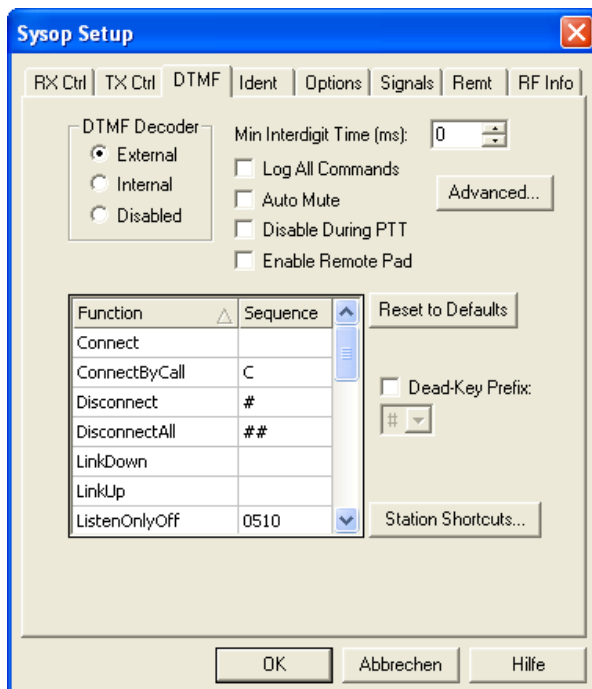 Sysop Setup
RX Ctrl TX Ctrl DTMF Ident Options Signals Remt RF Info
DTMF Decoder
External
Internal
Disabled
Min Interdigit Time (ms): 0
Log All Commands
Auto Mute
Disable During PTT
Enable Remote Pad
Advanced...
Function Sequence
Connect
ConnectByCall C
Disconnect #
DisconnectAll ##
LinkDown
LinkUp
ListenOnlyOff 0510
Reset to Defaults
Dead-Key Prefix:
#
Station Shortcuts...
OK Abbrechen Hilfe